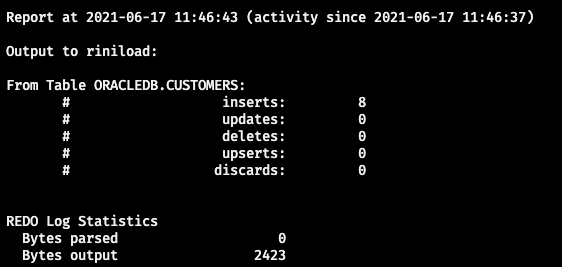 Report at 2021-06-17 11:46:43 (activity since 2021-06-17 11:46:37)
Output to riniload:
From Table ORACLEDB.CUSTOMERS:
# inserts: 8
# updates: 0
# deletes: 0
# upserts: 0
# discards: 0
REDO Log Statistics
Bytes parsed 0
Bytes output 2423